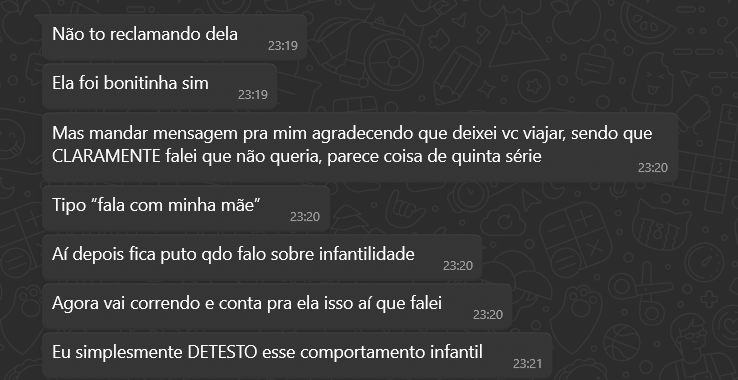 Não to reclamando dela
23:19
Ela foi bonitinha sim
23:19
Mas mandar mensagem pra mim agradecendo que deixei vc viajar, sendo que
CLARAMENTE falei que não queria, parece coisa de quinta série
23:20
Tipo “fala com minha mãe”
23:20
Aí depois fica puto qdo falo sobre infantilidade
23:20
Agora vai correndo e conta pra ela isso aí que falei
23:20
Eu simplesmente DETESTO esse comportamento infantil
23:21